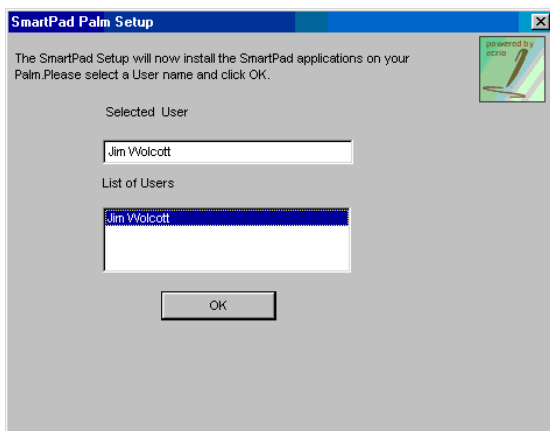 SmartPad Palm Setup
The SmartPad Setup will now install the SmartPad applications on your
Palm.Please select a User name and click OK.
powered by
ecrio
Selected User
Jim Wolcott
List of Users
Jim Wolcott
OK